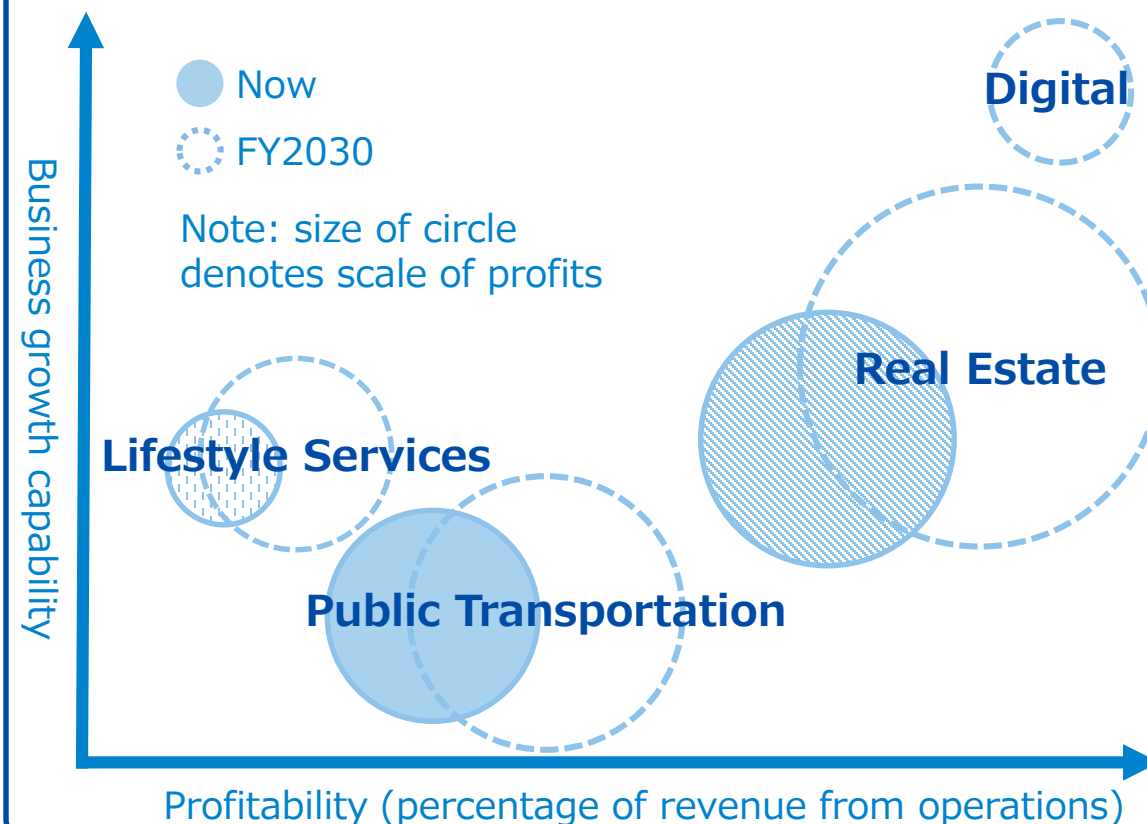 Digital
Now
FY2030
Note: size of circle
denotes scale of profits
Business growth capability
Real Estate
Lifestyle Services
Public Transportation
Profitability (percentage of revenue from operations)